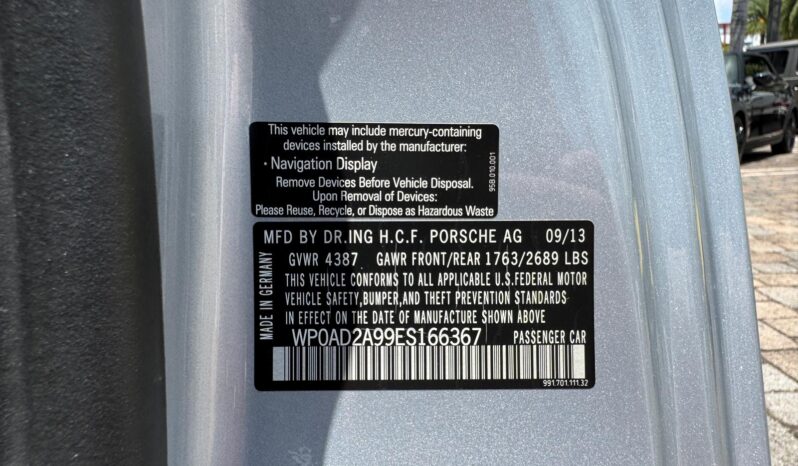 This vehicle may include mercury-containing
devices installed by the manufacturer:
· Navigation Display
Remove Devices Before Vehicle Disposal.
Upon Removal of Devices:
Please Reuse, Recycle, or Dispose as Hazardous Waste
95B.010.001
MFD BY DR.ING H.C.F. PORSCHE AG 09/13
GVWR 4387 GAWR FRONT/REAR 1763/2689 LBS
THIS VEHICLE CONFORMS TO ALL APPLICABLE U.S.FEDERAL MOTOR
VEHICLE SAFETY,BUMPER,AND THEFT PREVENTION STANDARDS
IN EFFECT ON THE DATE OF MANUFACTURE SHOWN ABOVE
WP0AD2A99ES166367 PASSENGER CAR
MADE IN GERMANY
991.701.111.32